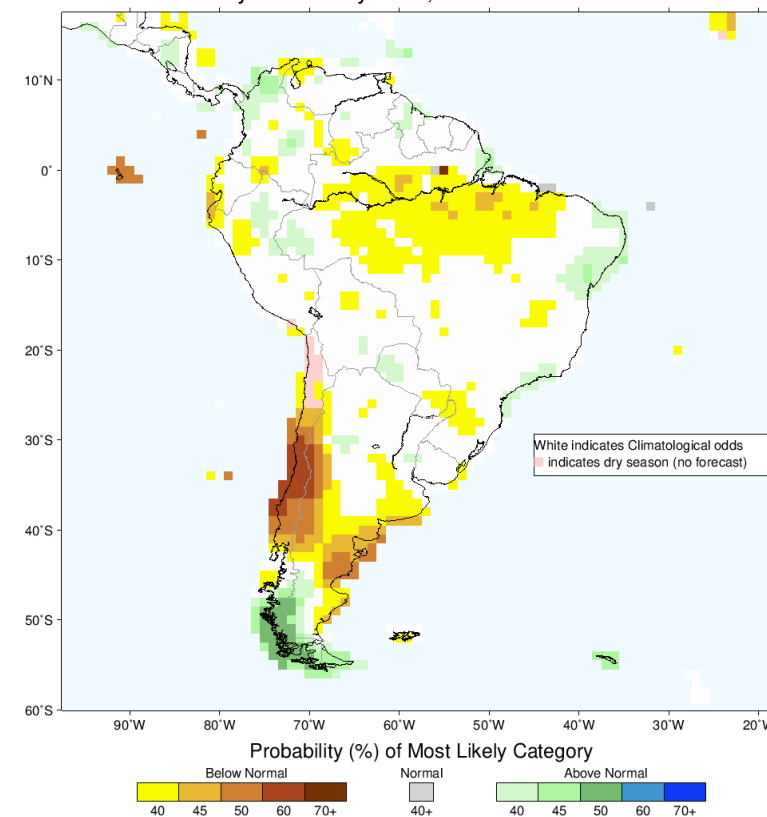 10˚N
0˚
10˚S
20˚S
30˚S
40˚S
50˚S
60˚S
White indicates Climatological odds
indicates dry season (no forecast)
90˚W 80˚W 70˚W 60˚W 50˚W 40˚W 30˚W 20˚W
Probability (%) of Most Likely Category
Below Normal Normal Above Normal
40 45 50 60 70+ 40+ 40 45 50 60 70+